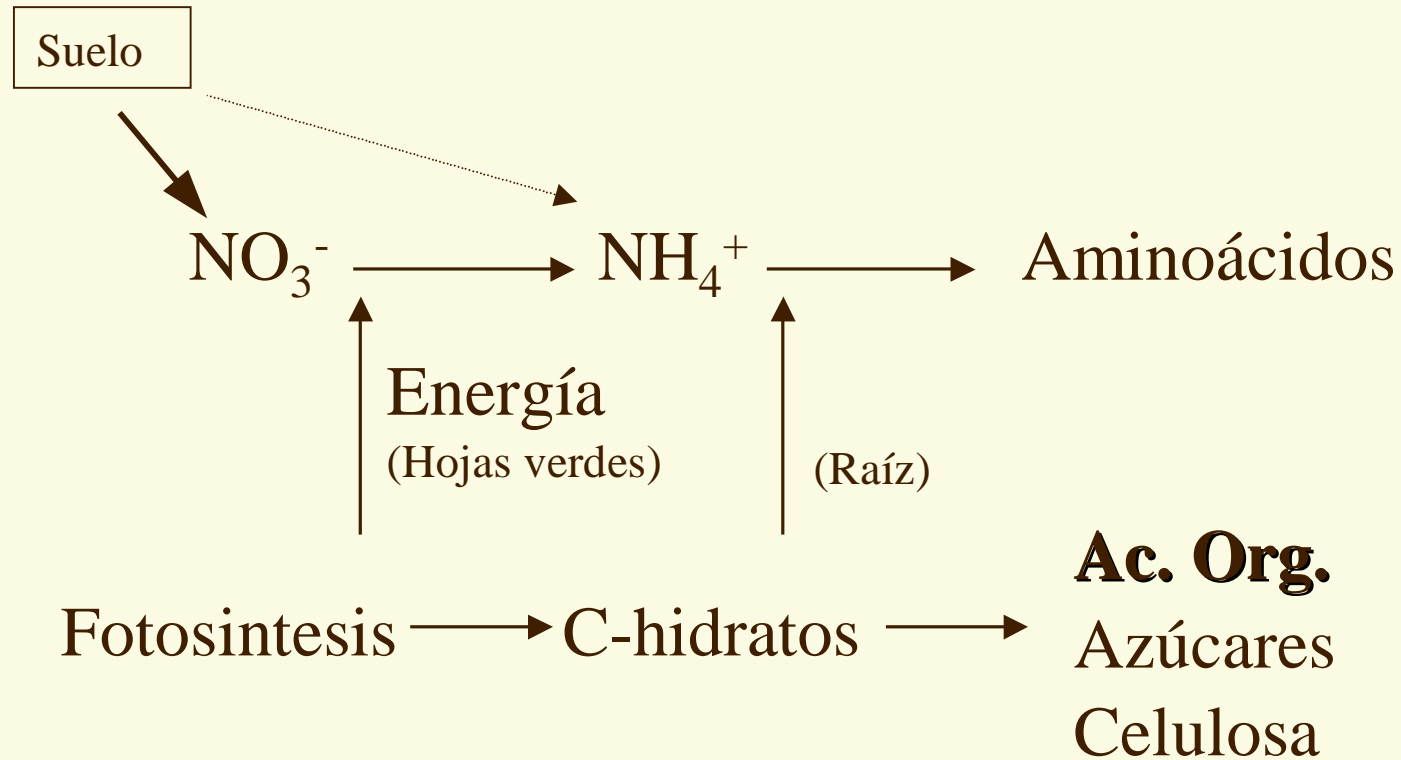 Suelo
NO₃⁻ NH₄⁺ Aminoácidos
Energía
(Hojas verdes) (Raíz)
Ac. Org.
Fotosintesis C-hidratos Azúcares
Celulosa